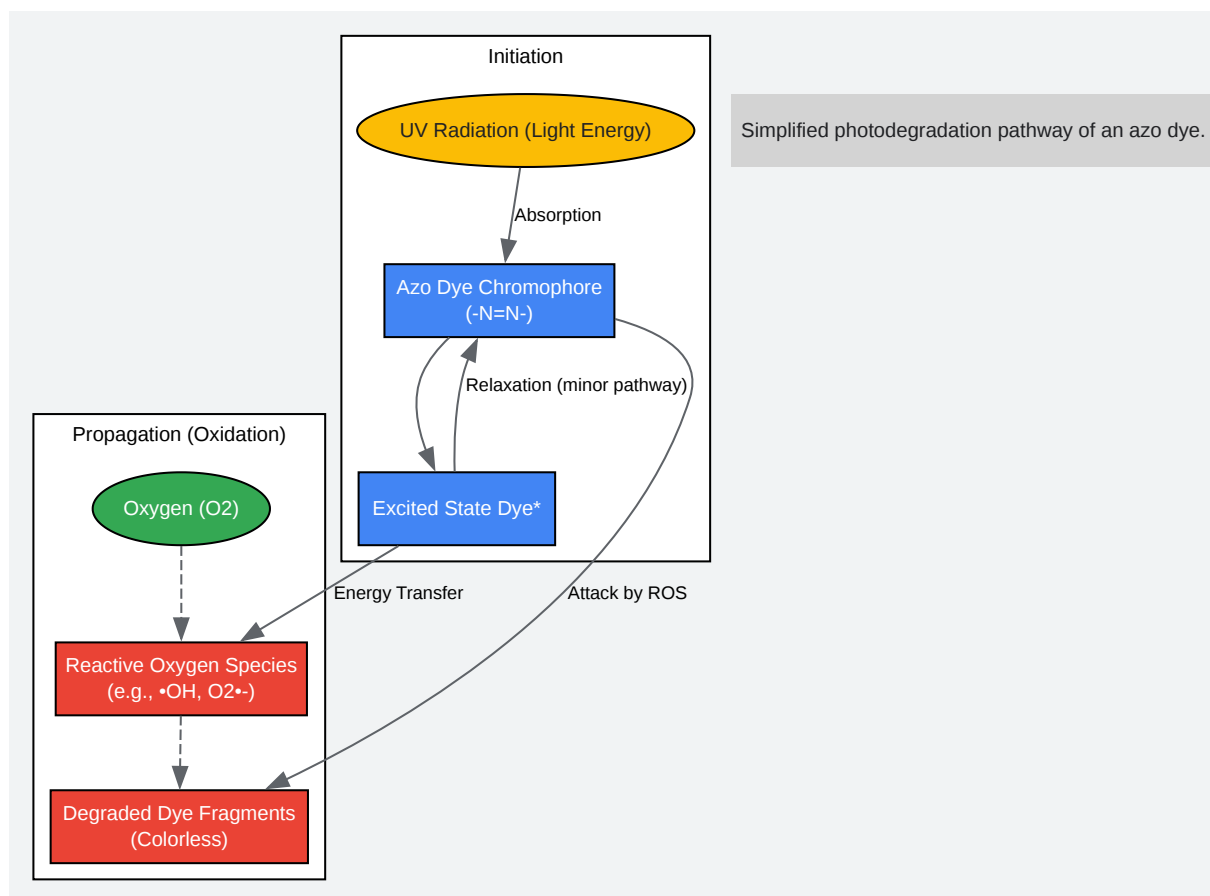 Initiation
UV Radiation (Light Energy)
Simplified photodegradation pathway of an azo dye.
Absorption
Azo Dye Chromophore
(-N=N-)
Relaxation (minor pathway)
Excited State Dye*
Propagation (Oxidation)
Oxygen (O2)
Energy Transfer
Attack by ROS
Reactive Oxygen Species
(e.g., •OH, O2•-)
Degraded Dye Fragments
(Colorless)